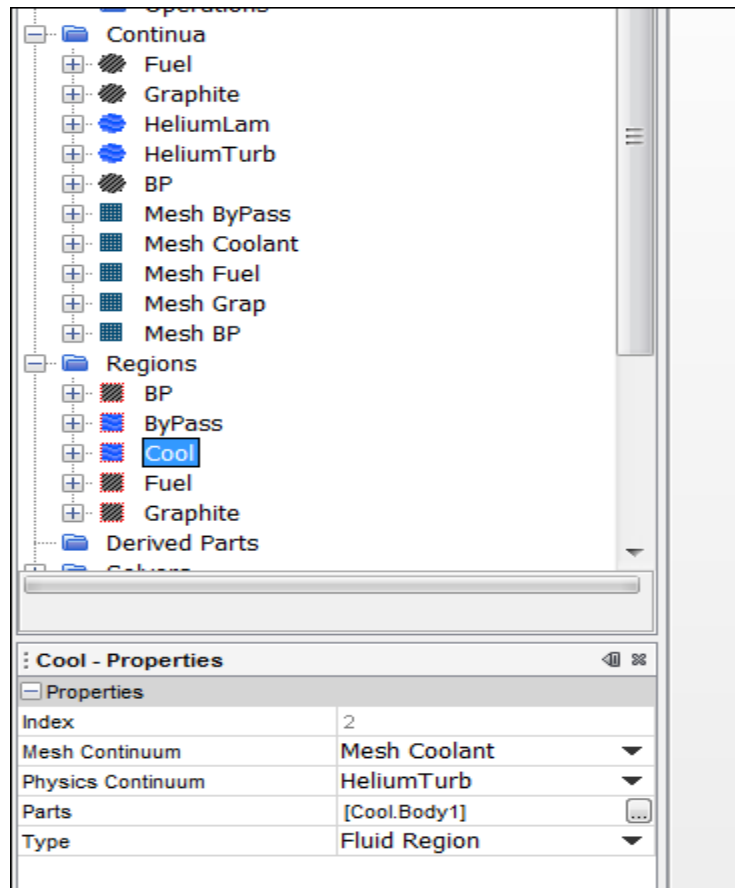 Operations
Continua
Fuel
Graphite
HeliumLam
HeliumTurb
BP
Mesh ByPass
Mesh Coolant
Mesh Fuel
Mesh Grap
Mesh BP
Regions
BP
ByPass
Cool
Fuel
Graphite
Derived Parts
Solvers
Cool - Properties
Properties
Index 2
Mesh Continuum Mesh Coolant
Physics Continuum HeliumTurb
Parts [Cool.Body1] ...
Type Fluid Region